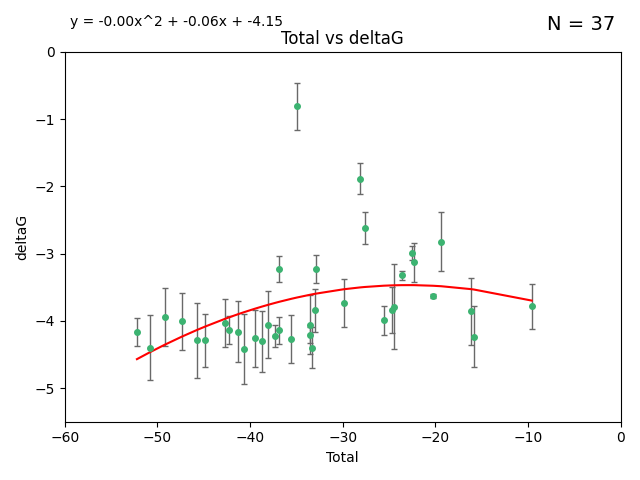 y = -0.00x^2 + -0.06x + -4.15
N = 37
Total vs deltaG
0
−1
−2
−3
−4
−5
deltaG
−60 −50 −40 −30 −20 −10 0
Total